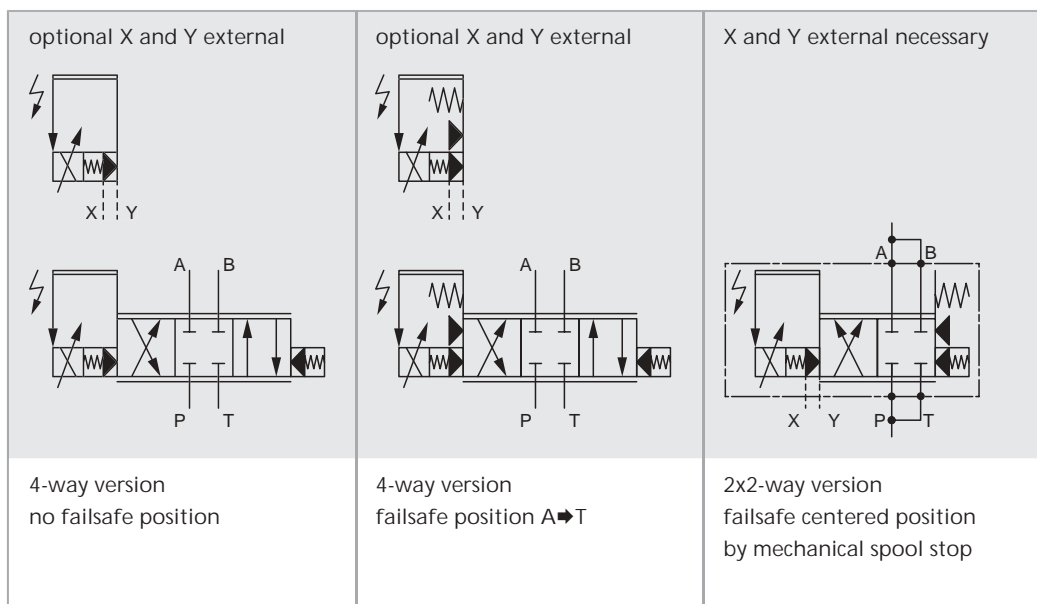 optional X and Y external
X Y
A B
P T
4-way version
no failsafe position
optional X and Y external
X Y
A B
P T
4-way version
failsafe position A➡T
X and Y external necessary
A B
X Y P T
2x2-way version
failsafe centered position
by mechanical spool stop